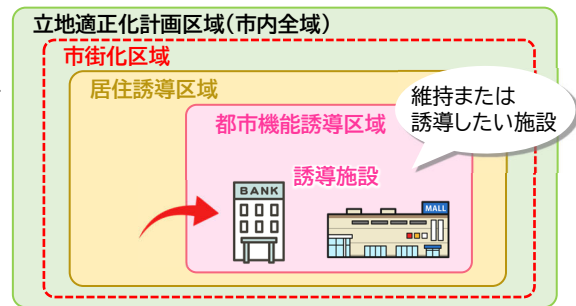 立地適正化計画区域(市内全域)
市街化区域
居住誘導区域
維持または
誘導したい施設
都市機能誘導区域
誘導施設
BANK
MALL